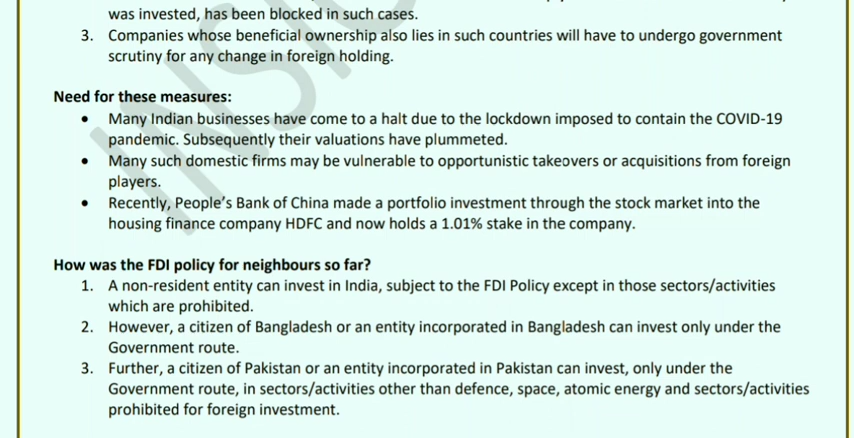 was invested, has been blocked in such cases.
3. Companies whose beneficial ownership also lies in such countries will have to undergo government
scrutiny for any change in foreign holding.
Need for these measures:
• Many Indian businesses have come to a halt due to the lockdown imposed to contain the COVID-19
pandemic. Subsequently their valuations have plummeted.
• Many such domestic firms may be vulnerable to opportunistic takeovers or acquisitions from foreign
players.
• Recently, People's Bank of China made a portfolio investment through the stock market into the
housing finance company HDFC and now holds a 1.01% stake in the company.
How was the FDI policy for neighbours so far?
1. A non-resident entity can invest in India, subject to the FDI Policy except in those sectors/activities
which are prohibited.
2. However, a citizen of Bangladesh or an entity incorporated in Bangladesh can invest only under the
Government route.
3. Further, a citizen of Pakistan or an entity incorporated in Pakistan can invest, only under the
Government route, in sectors/activities other than defence, space, atomic energy and sectors/activities
prohibited for foreign investment.